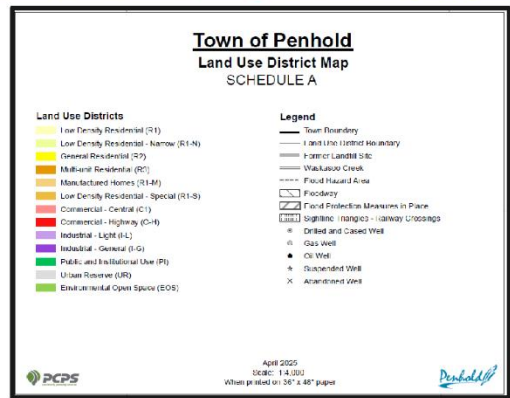 Town of Penhold
Land Use District Map
SCHEDULE A
Land Use Districts
Low Density Residential (R1)
Low Density Residential - Narrow (R1-N)
General Residential (R2)
Multi-unit Residential (R3)
Manufactured Homes (R1-M)
Low Density Residential - Special (R1-S)
Commercial - Central (C1)
Commercial - Highway (C-H)
Industrial - Light (I-L)
Industrial - General (I-G)
Public and Institutional Use (PI)
Urban Reserve (UR)
Environmental Open Space (EOS)
Legend
Town Boundary
Land Use District Boundary
Former Landfill Site
Waskasoo Creek
Flood Hazard Area
Floodway
Flood Protection Measures in Place
Sightline Triangles - Railway Crossings
Drilled and Cased Well
Gas Well
Oil Well
Suspended Well
Abandoned Well
PCPS
April 2025
Scale: 1:4,000
When printed on 36" x 48" paper
Penhold